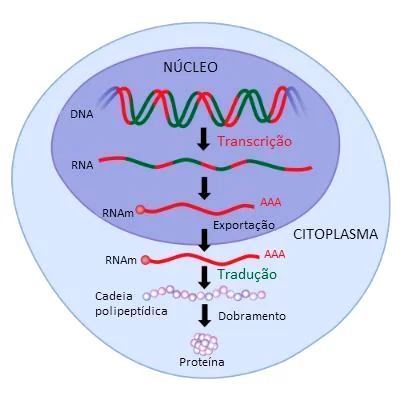 NÚCLEO
DNA
Transcrição
RNA
RNAm
AAA
Exportação
CITOPLASMA
RNAm
AAA
Tradução
Cadeia
polipeptídica
Dobramento
Proteína